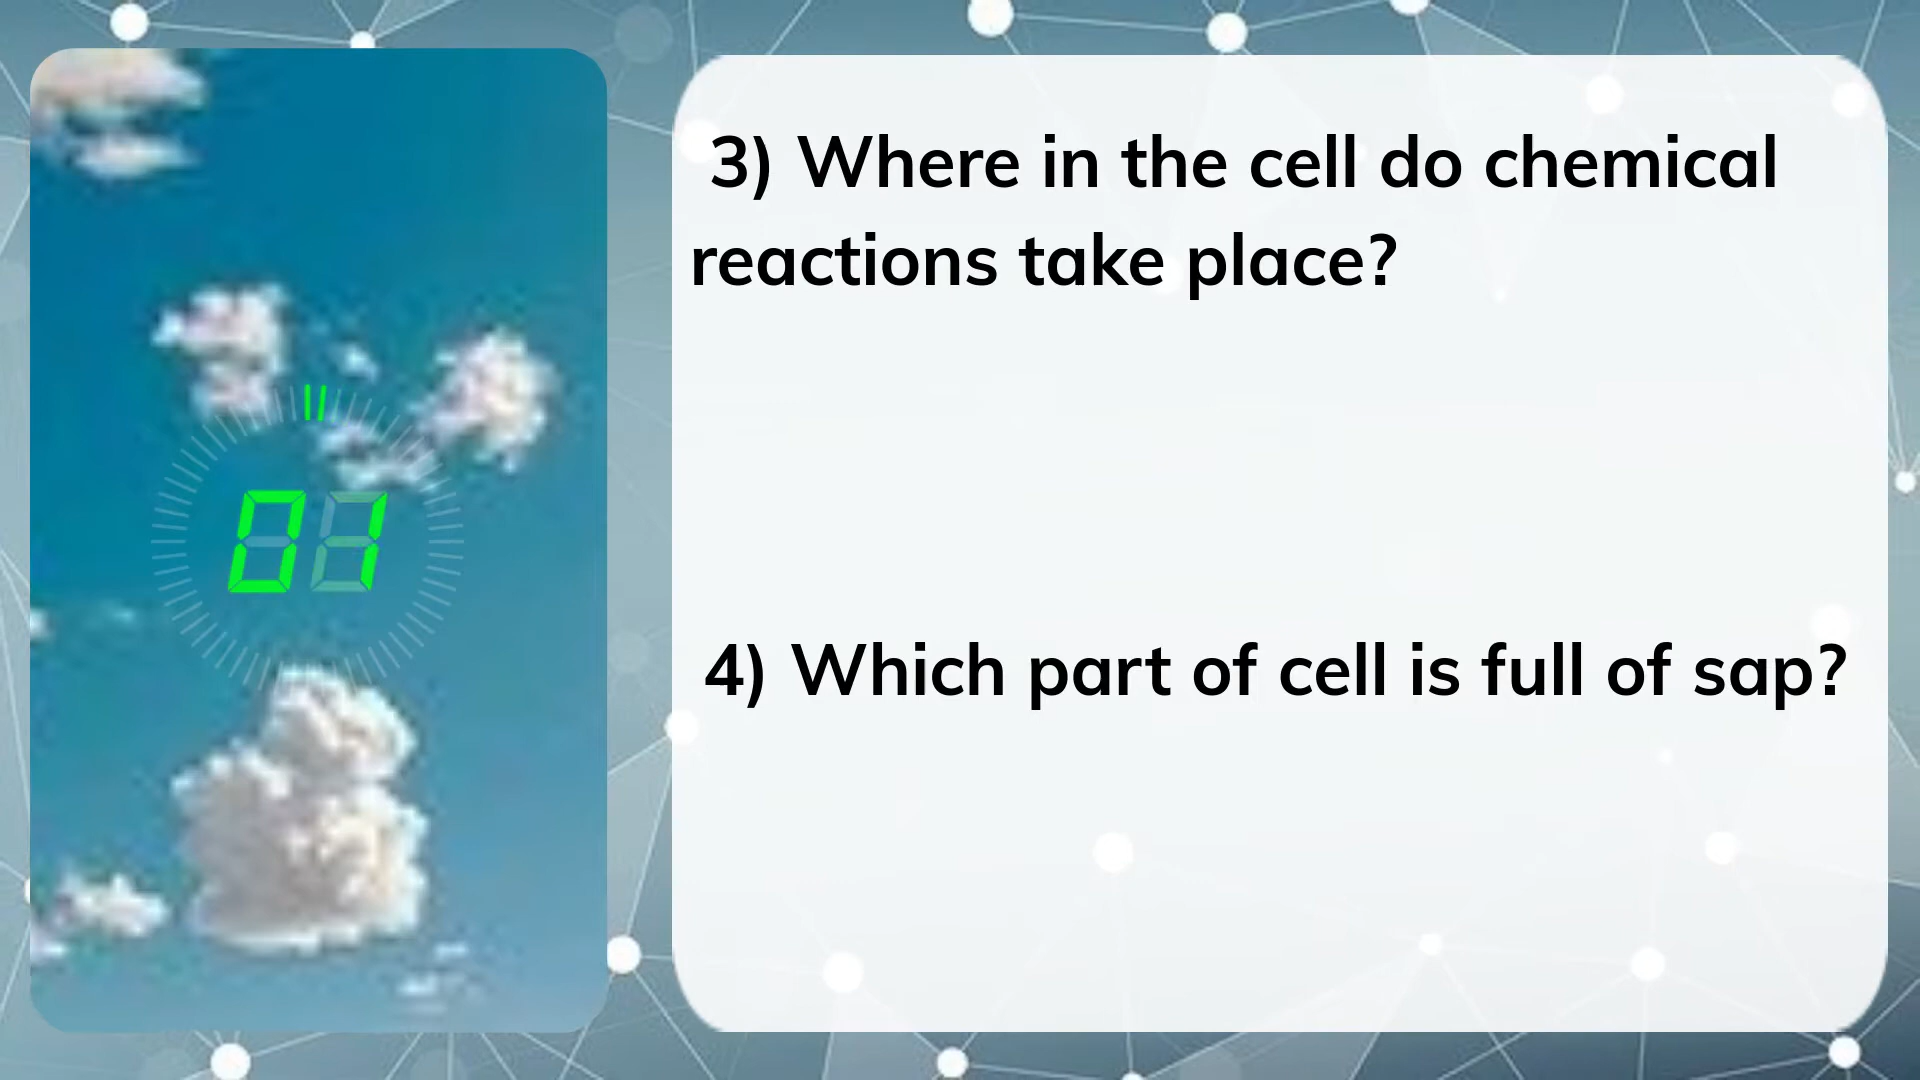 01
3) Where in the cell do chemical
reactions take place?
4) Which part of cell is full of sap?